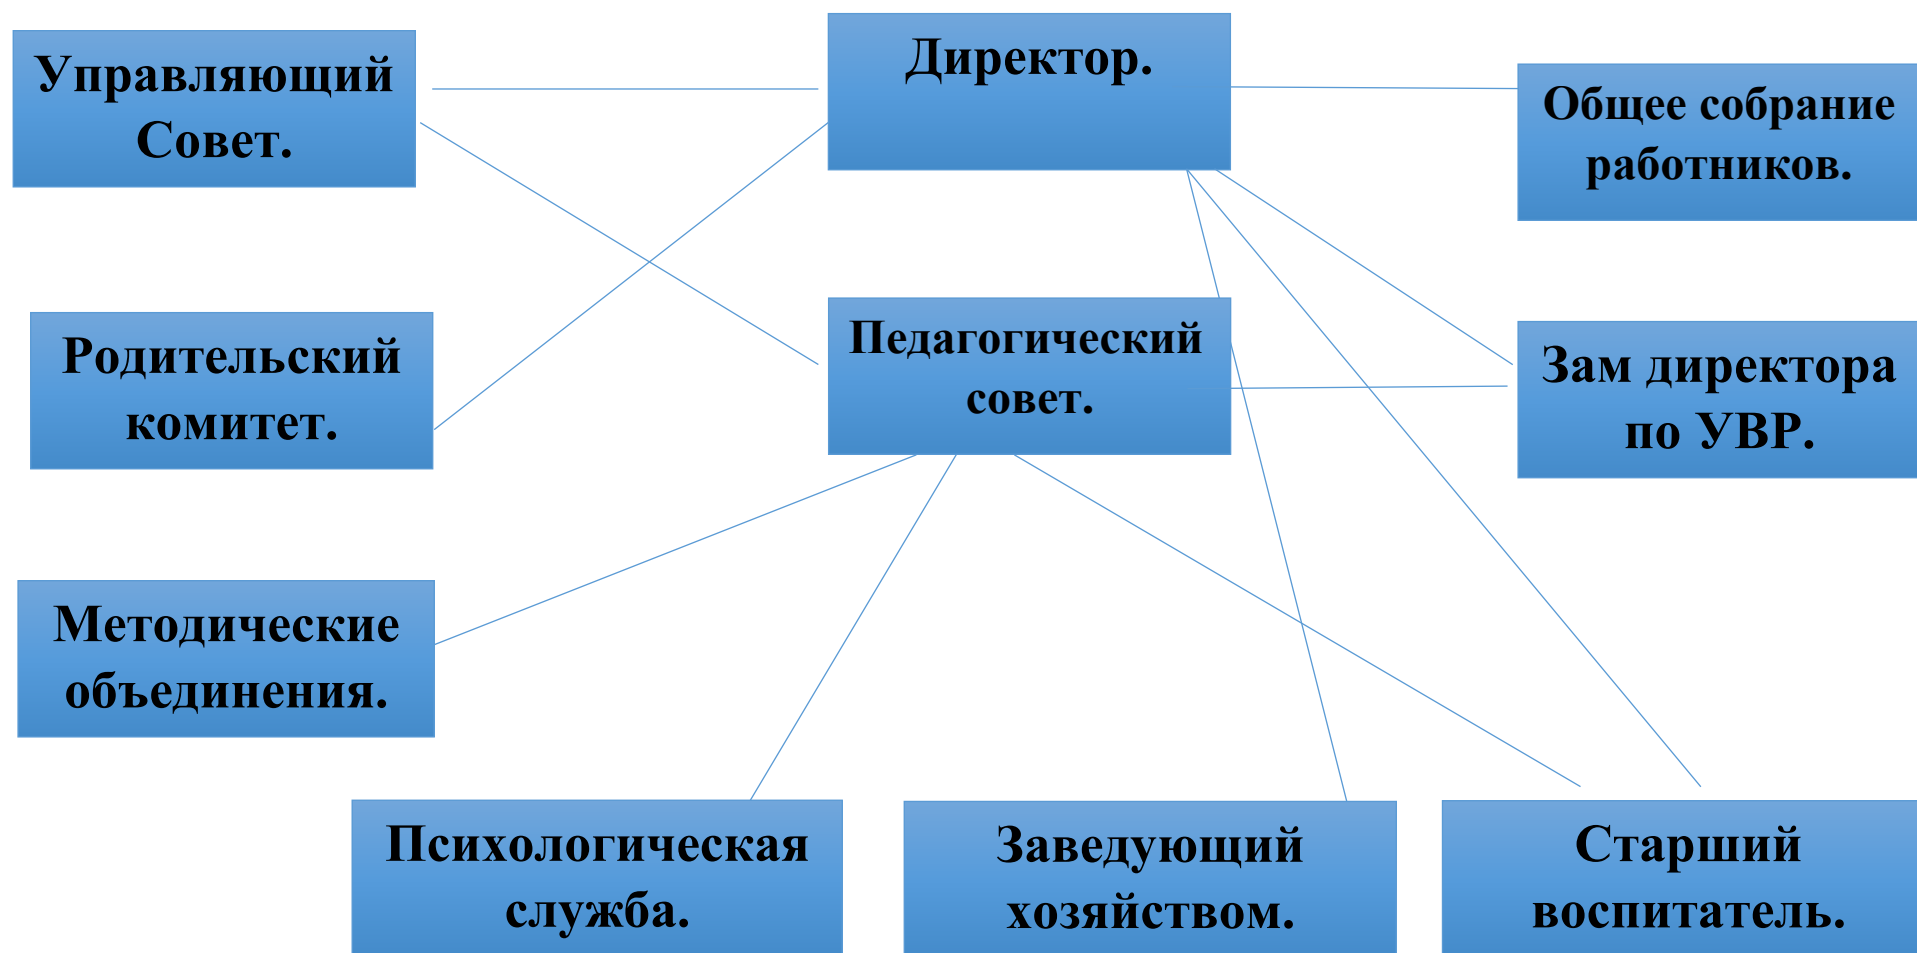 Управляющий
Совет.
Директор.
Общее собрание
работников.
Родительский
комитет.
Педагогический
совет.
Зам директора
по УВР.
Методические
объединения.
Психологическая
служба.
Заведующий
хозяйством.
Старший
воспитатель.